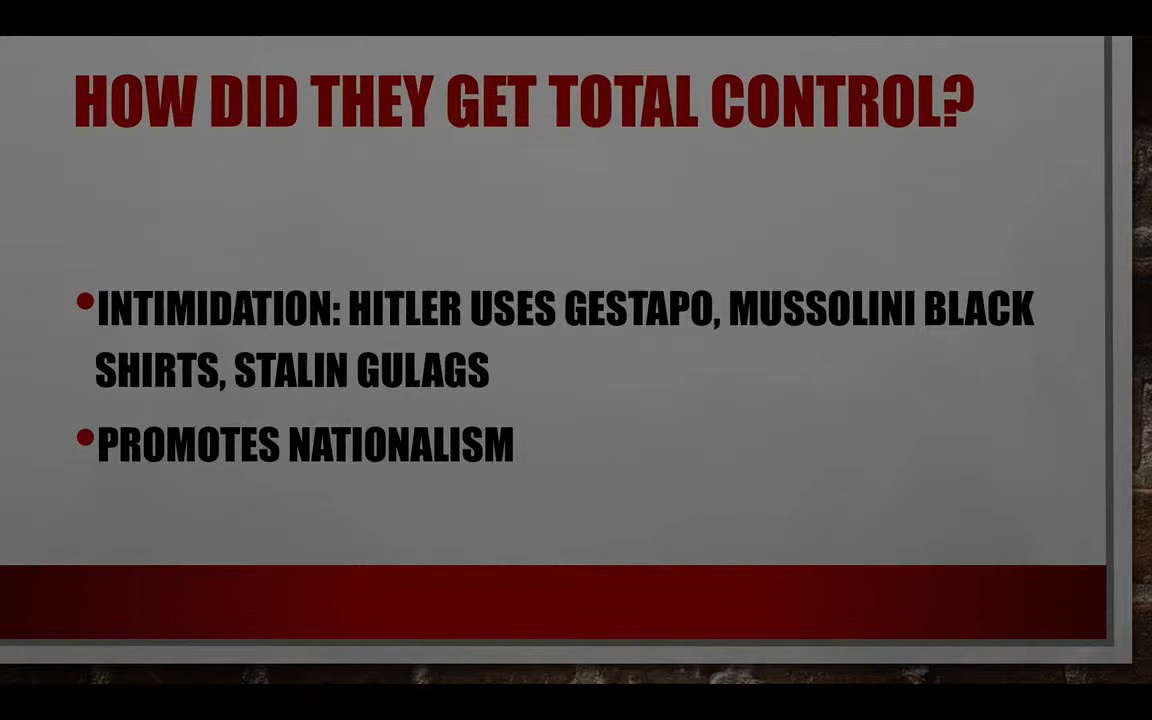 HOW DID THEY GET TOTAL CONTROL?
•INTIMIDATION: HITLER USES GESTAPO, MUSSOLINI BLACK
SHIRTS, STALIN GULAGS
•PROMOTES NATIONALISM